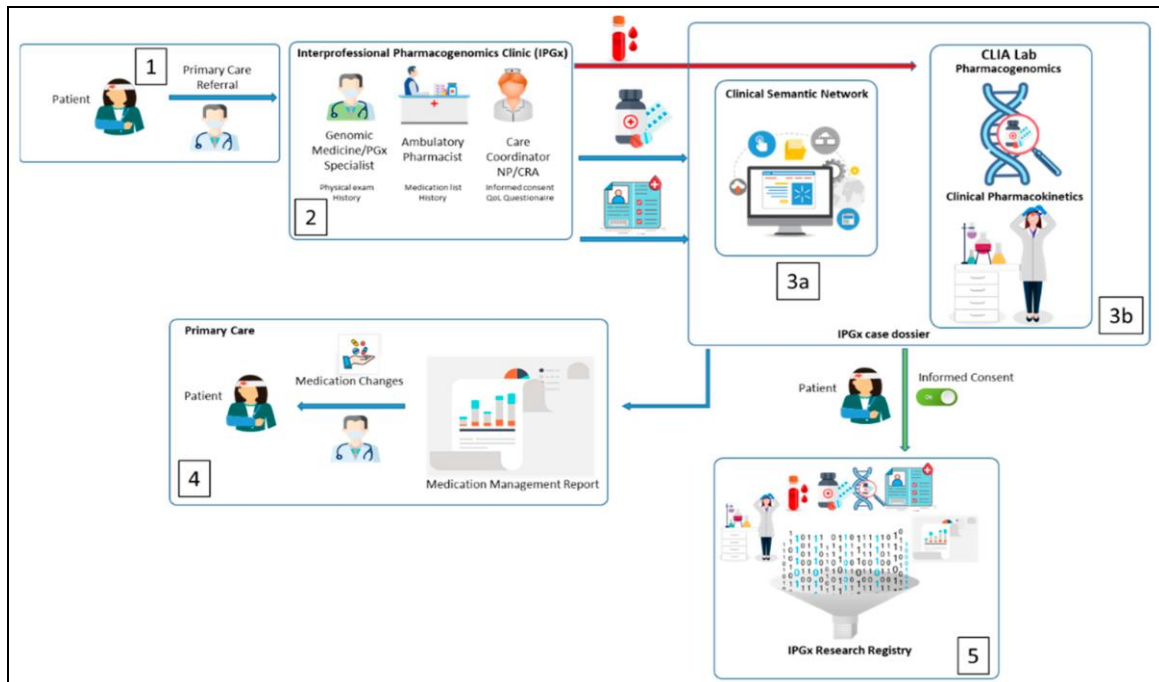 1
Primary Care
Referral
Patient
Interprofessional Pharmacogenomics Clinic (IPGx)
Genomic
Medicine/PGx
Specialist
Ambulatory
Pharmacist
Care
Coordinator
NP/CRA
Physical exam
History
Medication list
History
Informed consent
QoL Questionaire
2
Clinical Semantic Network
3a
CLIA Lab
Pharmacogenomics
Clinical Pharmacokinetics
3b
IPGx case dossier
Primary Care
Medication Changes
Patient
Medication Management Report
4
Patient
Informed Consent
ON
IPGx Research Registry
5